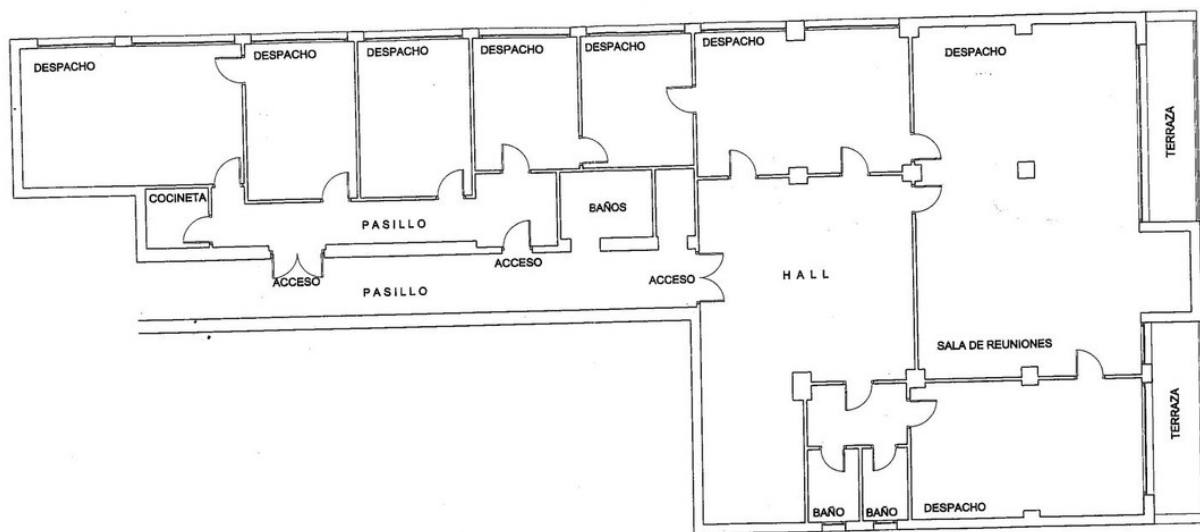 DESPACHO
DESPACHO
DESPACHO
DESPACHO
DESPACHO
DESPACHO
DESPACHO
TERRAZA
COCINETA
PASILLO
BAÑOS
ACCESO
ACCESO
PASILLO
ACCESO
HALL
SALA DE REUNIONES
TERRAZA
BAÑO
BAÑO
DESPACHO